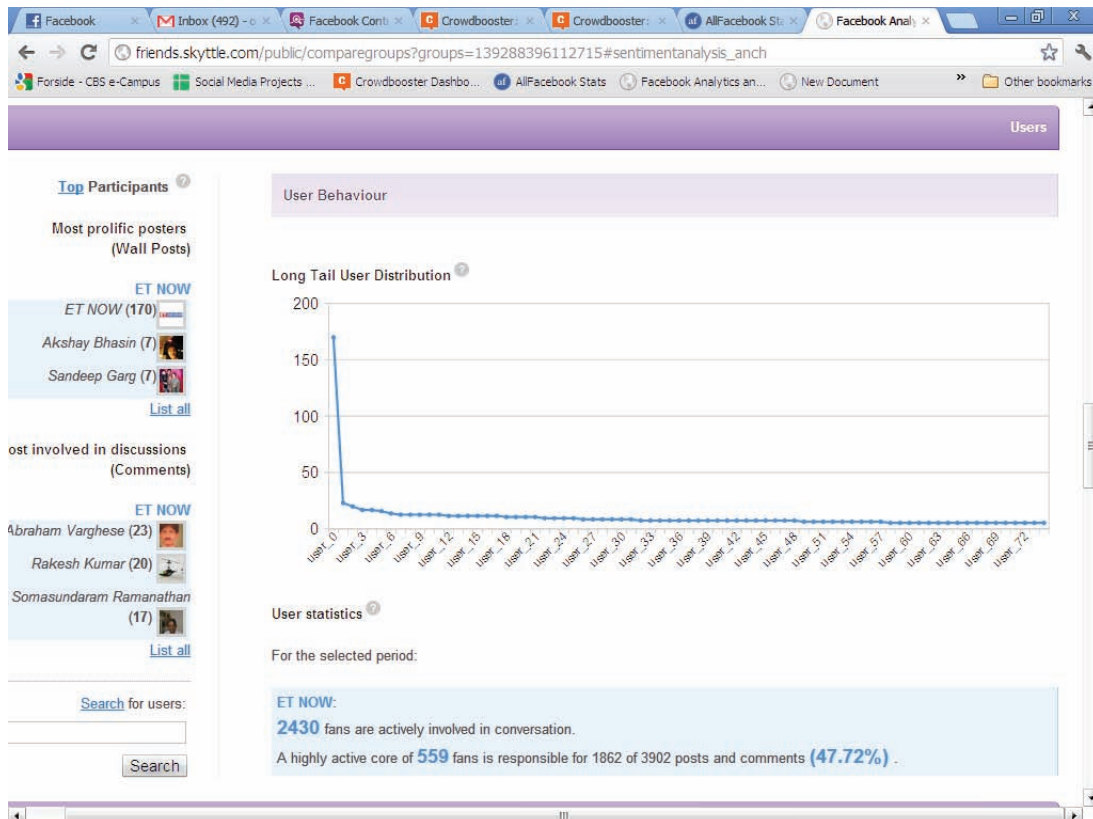 Facebook
Inbox (492) - o
Facebook Cont
Crowdbooster:
Crowdbooster:
AllFacebook St
Facebook Analy
friends.skyttle.com/public/comparegroups?groups=139288396112715#sentimentanalysis_anch
Forside - CBS e-Campus
Social Media Projects ...
Crowdbooster Dashbo...
AllFacebook Stats
Facebook Analytics an...
New Document
»
Other bookmarks
Users
Top Participants
Most prolific posters
(Wall Posts)
ET NOW
ET NOW (170)
Akshay Bhasin (7)
Sandeep Garg (7)
List all
ost involved in discussions
(Comments)
ET NOW
Abraham Varghese (23)
Rakesh Kumar (20)
Somasundaram Ramanathan
(17)
List all
Search for users:
Search
User Behaviour
Long Tail User Distribution
200
150
100
50
0
user_0
user_3
user_6
user_9
user_12
user_15
user_18
user_21
user_24
user_27
user_30
user_33
user_36
user_39
user_42
user_45
user_48
user_51
user_54
user_57
user_60
user_63
user_66
user_69
user_72
User statistics
For the selected period:
ET NOW:
2430 fans are actively involved in conversation.
A highly active core of 559 fans is responsible for 1862 of 3902 posts and comments (47.72%) .